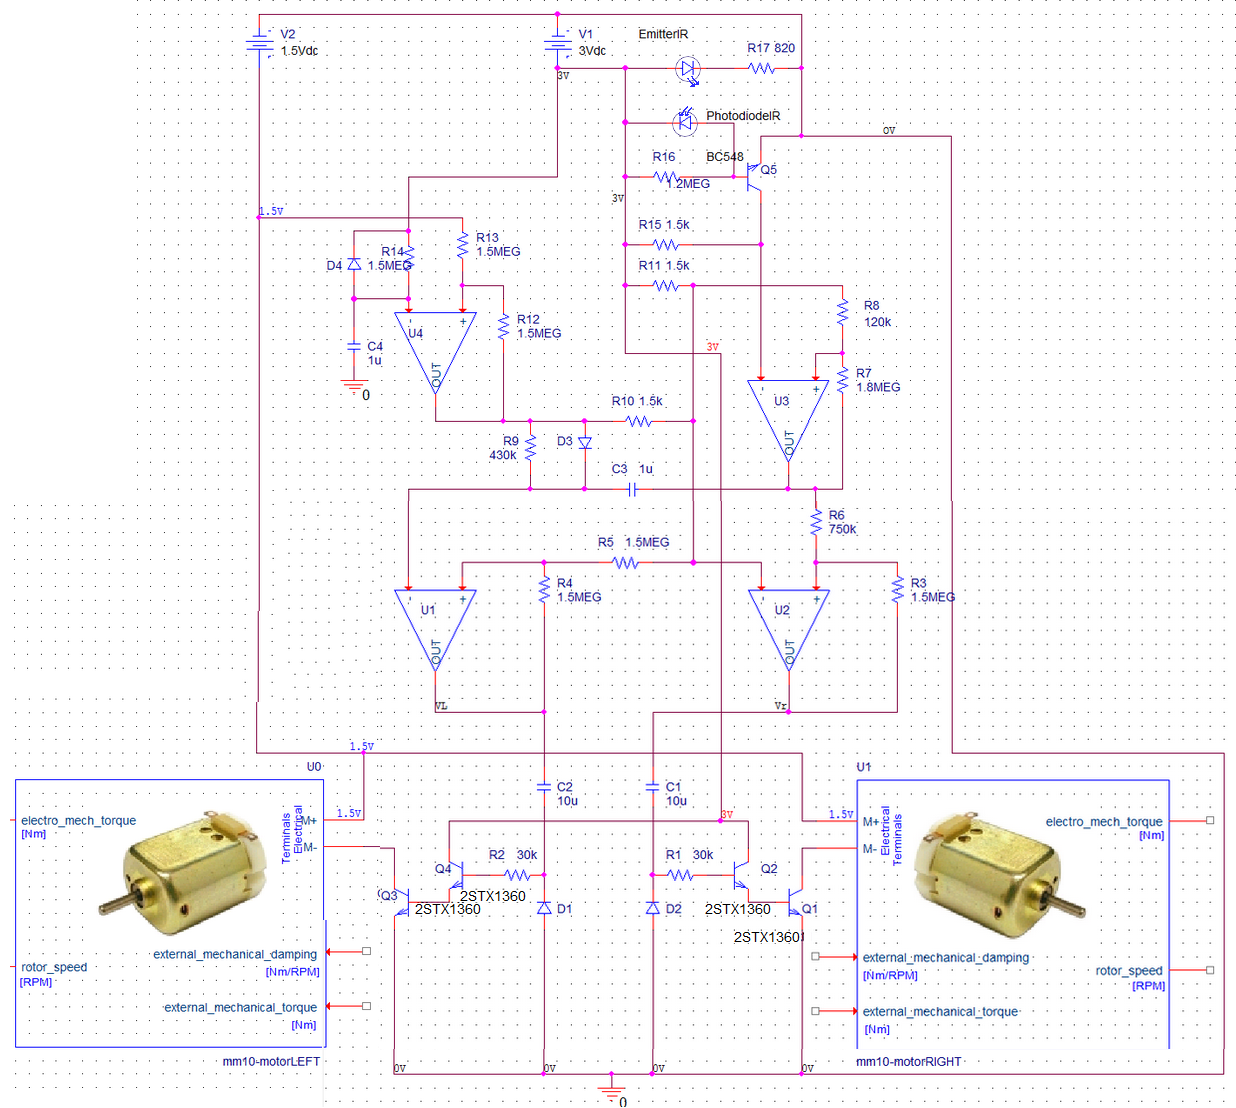 V2
1.5Vdc
V1
3Vdc
EmitterIR
R17 820
3V
PhotodiodeIR
0V
R16
1.2MEG
BC548
Q5
3V
1.5V
R15 1.5k
R13
1.5MEG
R14
1.5MEG
D4
R11 1.5k
R8
120k
U4
-
+
OUT
R12
1.5MEG
C4
1u
0
3V
R7
1.8MEG
U3
-
+
OUT
R10 1.5k
R9
430k
D3
C3 1u
R6
750k
R5 1.5MEG
R4
1.5MEG
R3
1.5MEG
U1
-
+
OUT
U2
-
+
OUT
VL
Vr
1.5V
U0
U1
C2
10u
C1
10u
1.5V
M+
M-
Electrical
Terminals
electro_mech_torque
[Nm]
3V
1.5V
M+
M-
Electrical
Terminals
electro_mech_torque
[Nm]
R2 30k
R1 30k
Q4
Q2
2STX1360
2STX1360
Q3
2STX1360
Q1
2STX1360
D1
D2
external_mechanical_damping
[Nm/RPM]
rotor_speed
[RPM]
external_mechanical_torque
[Nm]
external_mechanical_damping
[Nm/RPM]
rotor_speed
[RPM]
external_mechanical_torque
[Nm]
mm10-motorLEFT
mm10-motorRIGHT
0V
0V
0V
0V
0